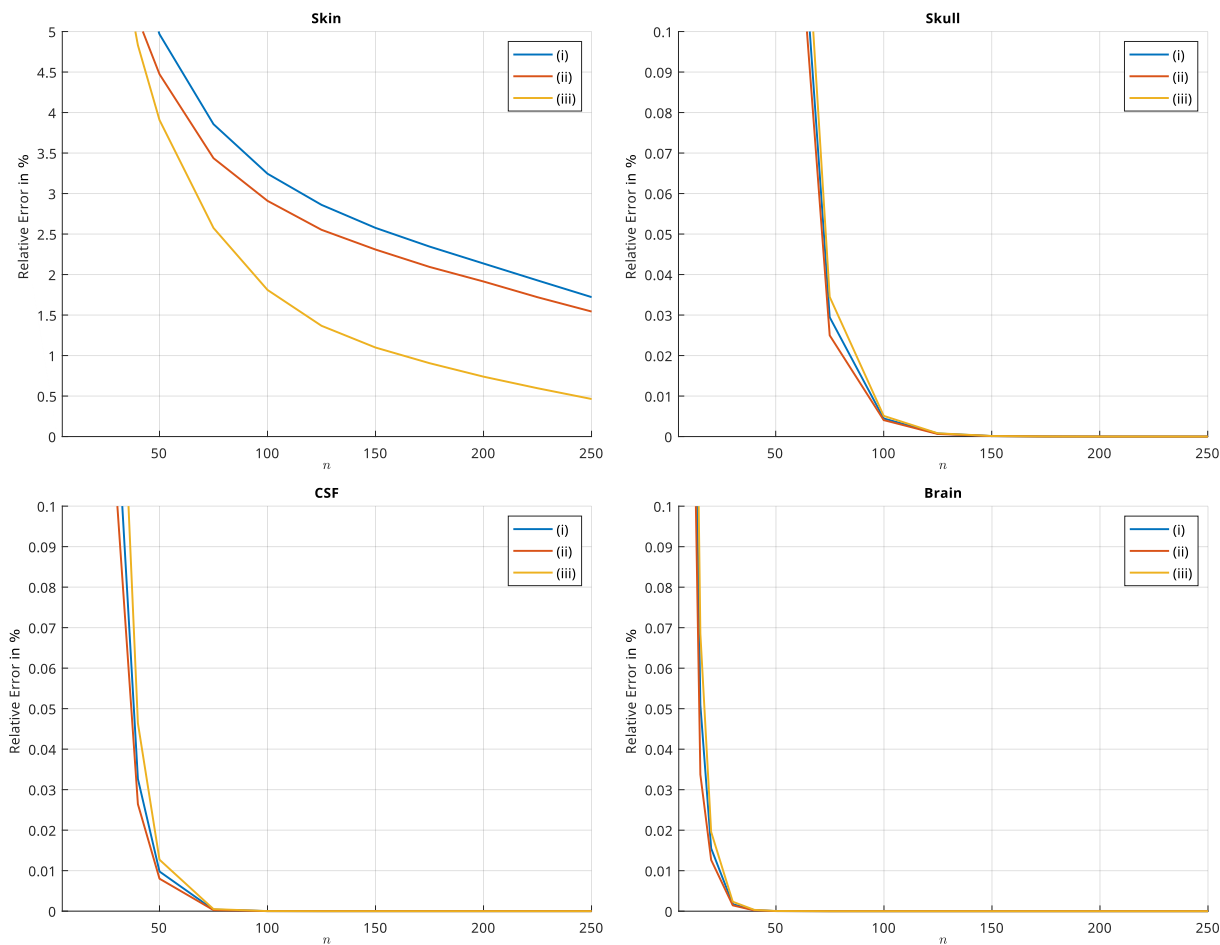 Skin
Relative Error in %
5
4.5
4
3.5
3
2.5
2
1.5
1
0.5
0
50 100 150 200 250
n
(i)
(ii)
(iii)
Skull
Relative Error in %
0.1
0.09
0.08
0.07
0.06
0.05
0.04
0.03
0.02
0.01
0
50 100 150 200 250
n
(i)
(ii)
(iii)
CSF
Relative Error in %
0.1
0.09
0.08
0.07
0.06
0.05
0.04
0.03
0.02
0.01
0
50 100 150 200 250
n
(i)
(ii)
(iii)
Brain
Relative Error in %
0.1
0.09
0.08
0.07
0.06
0.05
0.04
0.03
0.02
0.01
0
50 100 150 200 250
n
(i)
(ii)
(iii)